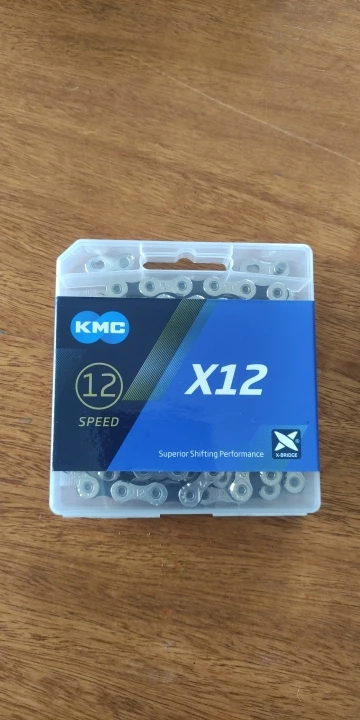 KMC
12
SPEED
X12
Superior Shifting Performance
X-BRIDGE